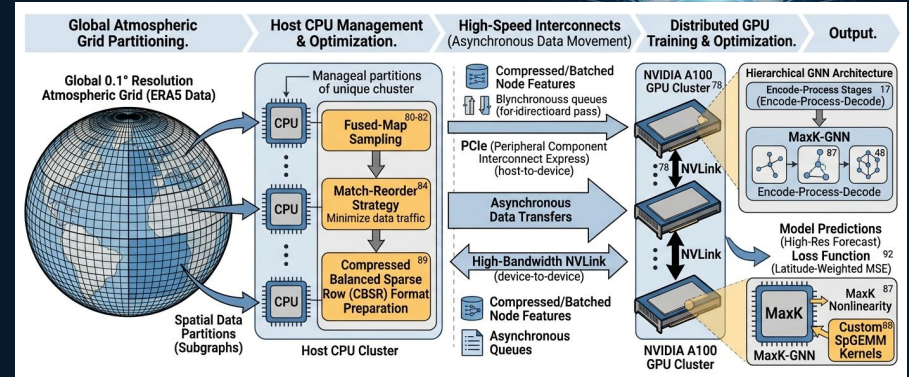 Global Atmospheric
Grid Partitioning.
Host CPU Management
& Optimization.
High-Speed Interconnects
(Asynchronous Data Movement)
Distributed GPU
Training & Optimization.
Output.
Global 0.1° Resolution
Atmospheric Grid (ERA5 Data)
Spatial Data
Partitions
(Subgraphs)
Manageal partitions
of unique chuster
CPU
CPU
CPU
Fused-Map 80-82
Sampling
Match-Reorder 84
Strategy
Minimize data traffic
Compressed 89
Balanced Sparse
Row (CBSR) Format
Preparation
Host CPU Cluster
Compressed/Batched
Node Features
Blynchronous queues
(for-idirectioard pass)
PCIe (Peripheral Component
Interconnect Express)
(host-to-device)
Asynchronous
Data Transfers
High-Bandwidth NVLink
(device-to-device)
Compressed/Batched
Node Features
Asynchronous
Queues
NVIDIA A100
GPU Cluster 78
78
NVLink
NVLink
NVIDIA A100
GPU Cluster
Hierarchical GNN Architecture
Encode-Process Stages 17
(Encode-Process-Decode)
MaxK-GNN
87
48
Encode-Process-Decode
Model Predictions
(High-Res Forecast)
Loss Function 92
(Latitude-Weighted MSE)
MaxK
MaxK-GNN
87
MaxK
Nonlinearity
Custom 88
SpGEMM
Kernels